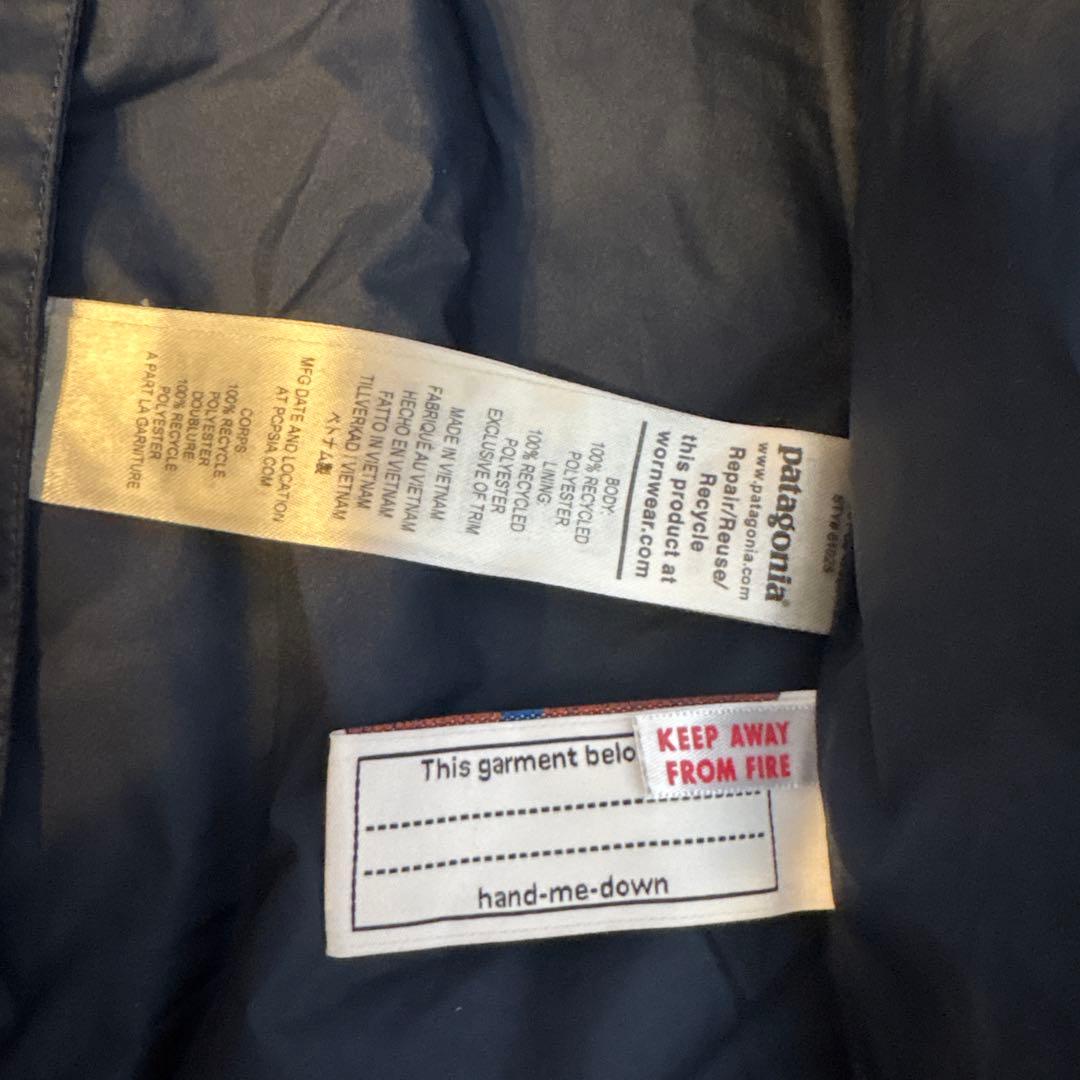 patagonia®
www.patagonia.com
Repair/Reuse/
Recycle
this product at
wornwear.com
BODY:
100% RECYCLED
POLYESTER
LINING:
100% RECYCLED
POLYESTER
EXCLUSIVE OF TRIM
MADE IN VIETNAM
FABRIQUÉ AU VIETNAM
HECHO EN VIETNAM
FATTO IN VIETNAM
TILLVERKAD I VIETNAM
ベトナム製
MFG DATE AND LOCATION
AT PCPSIA.COM
CORPS
100% RECYCLE
POLYESTER
DOUBLURE
100% RECYCLE
POLYESTER
A PART LA GARNITURE
This garment belo
hand-me-down
KEEP AWAY
FROM FIRE